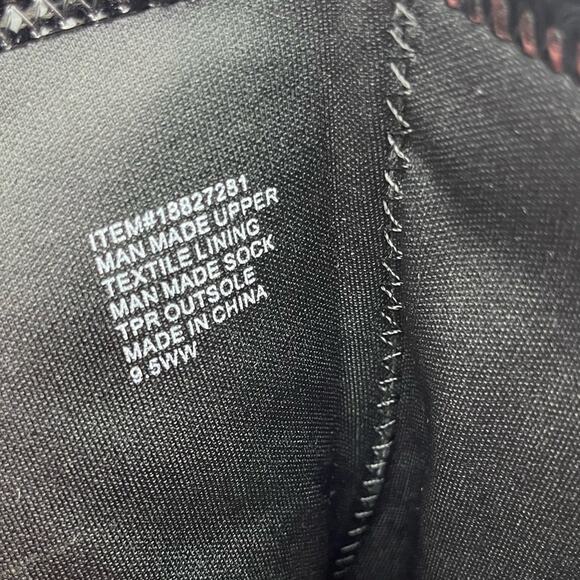 ITEM#18827281
MAN MADE UPPER
TEXTILE LINING
MAN MADE SOCK
TPR OUTSOLE
MADE IN CHINA
9.5WW